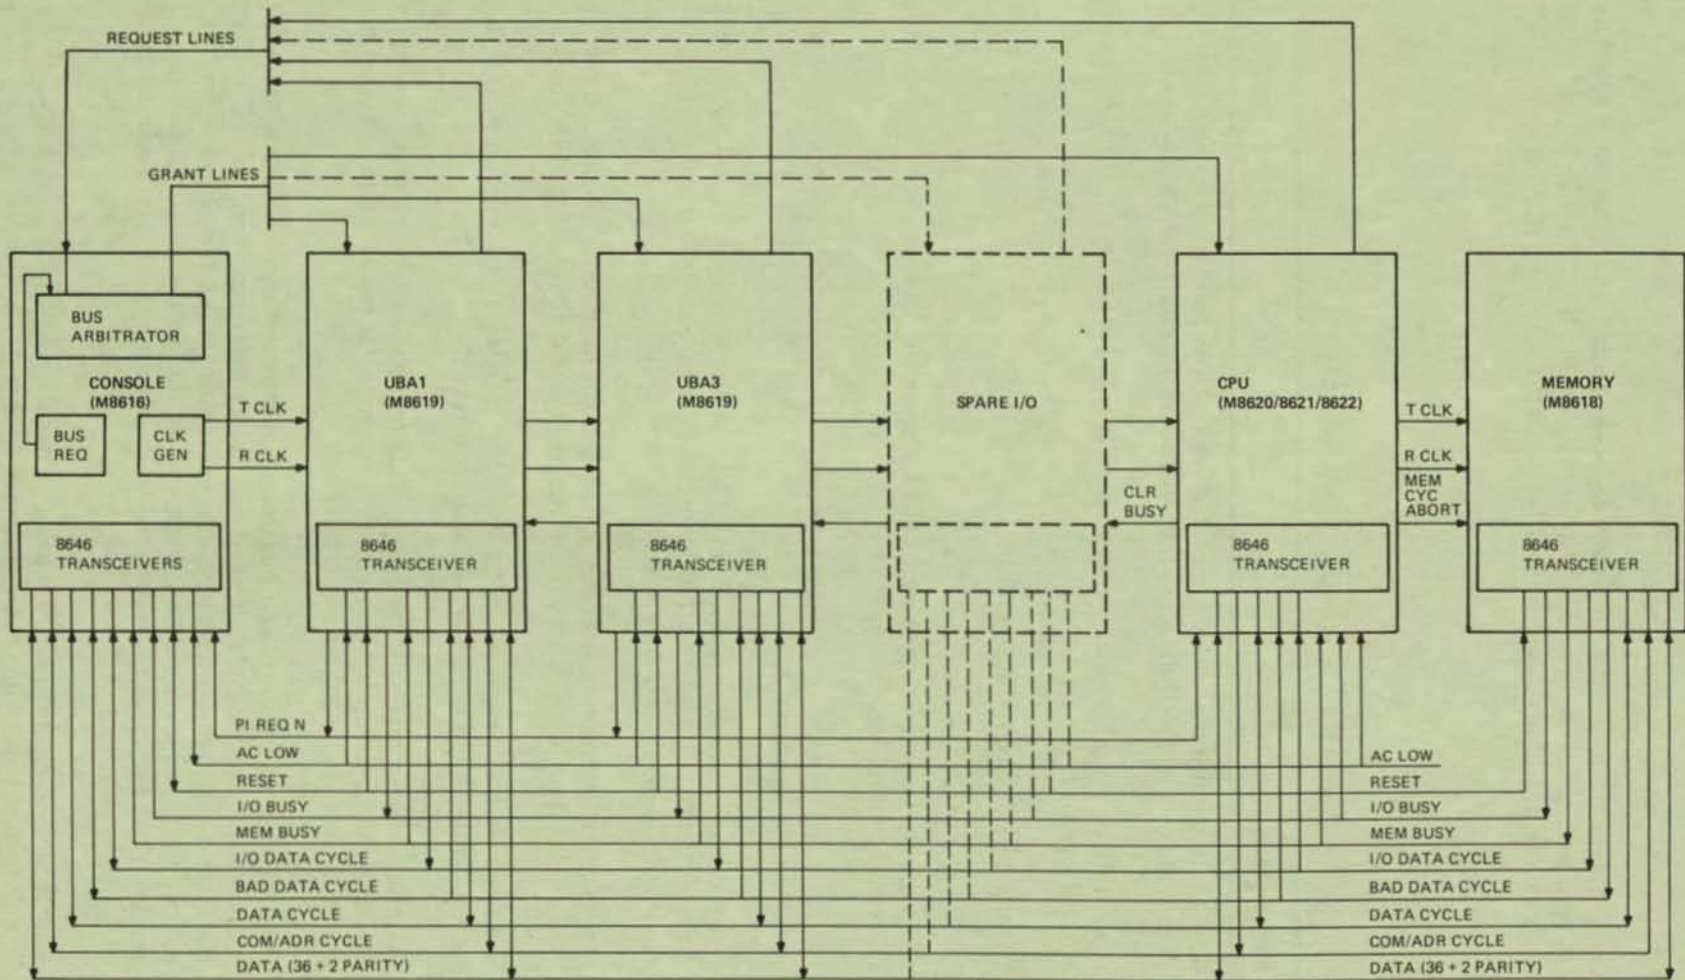 REQUEST LINES
GRANT LINES
BUS
ARBITRATOR
CONSOLE
(M8616)
BUS
REQ
CLK
GEN
T CLK
R CLK
8646
TRANSCEIVERS
UBA1
(M8619)
8646
TRANSCEIVER
UBA3
(M8619)
8646
TRANSCEIVER
SPARE I/O
CLR
BUSY
CPU
(M8620/8621/8622)
8646
TRANSCEIVER
T CLK
R CLK
MEM
CYC
ABORT
MEMORY
(M8618)
8646
TRANSCEIVER
PI REQ N
AC LOW
RESET
I/O BUSY
MEM BUSY
I/O DATA CYCLE
BAD DATA CYCLE
DATA CYCLE
COM/ADR CYCLE
DATA (36 + 2 PARITY)
AC LOW
RESET
I/O BUSY
MEM BUSY
I/O DATA CYCLE
BAD DATA CYCLE
DATA CYCLE
COM/ADR CYCLE
DATA (36 + 2 PARITY)